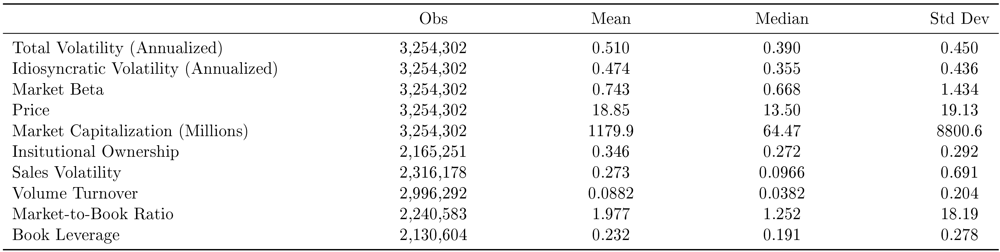 Obs Mean Median Std Dev
Total Volatility (Annualized) 3,254,302 0.510 0.390 0.450
Idiosyncratic Volatility (Annualized) 3,254,302 0.474 0.355 0.436
Market Beta 3,254,302 0.743 0.668 1.434
Price 3,254,302 18.85 13.50 19.13
Market Capitalization (Millions) 3,254,302 1179.9 64.47 8800.6
Insitutional Ownership 2,165,251 0.346 0.272 0.292
Sales Volatility 2,316,178 0.273 0.0966 0.691
Volume Turnover 2,996,292 0.0882 0.0382 0.204
Market-to-Book Ratio 2,240,583 1.977 1.252 18.19
Book Leverage 2,130,604 0.232 0.191 0.278